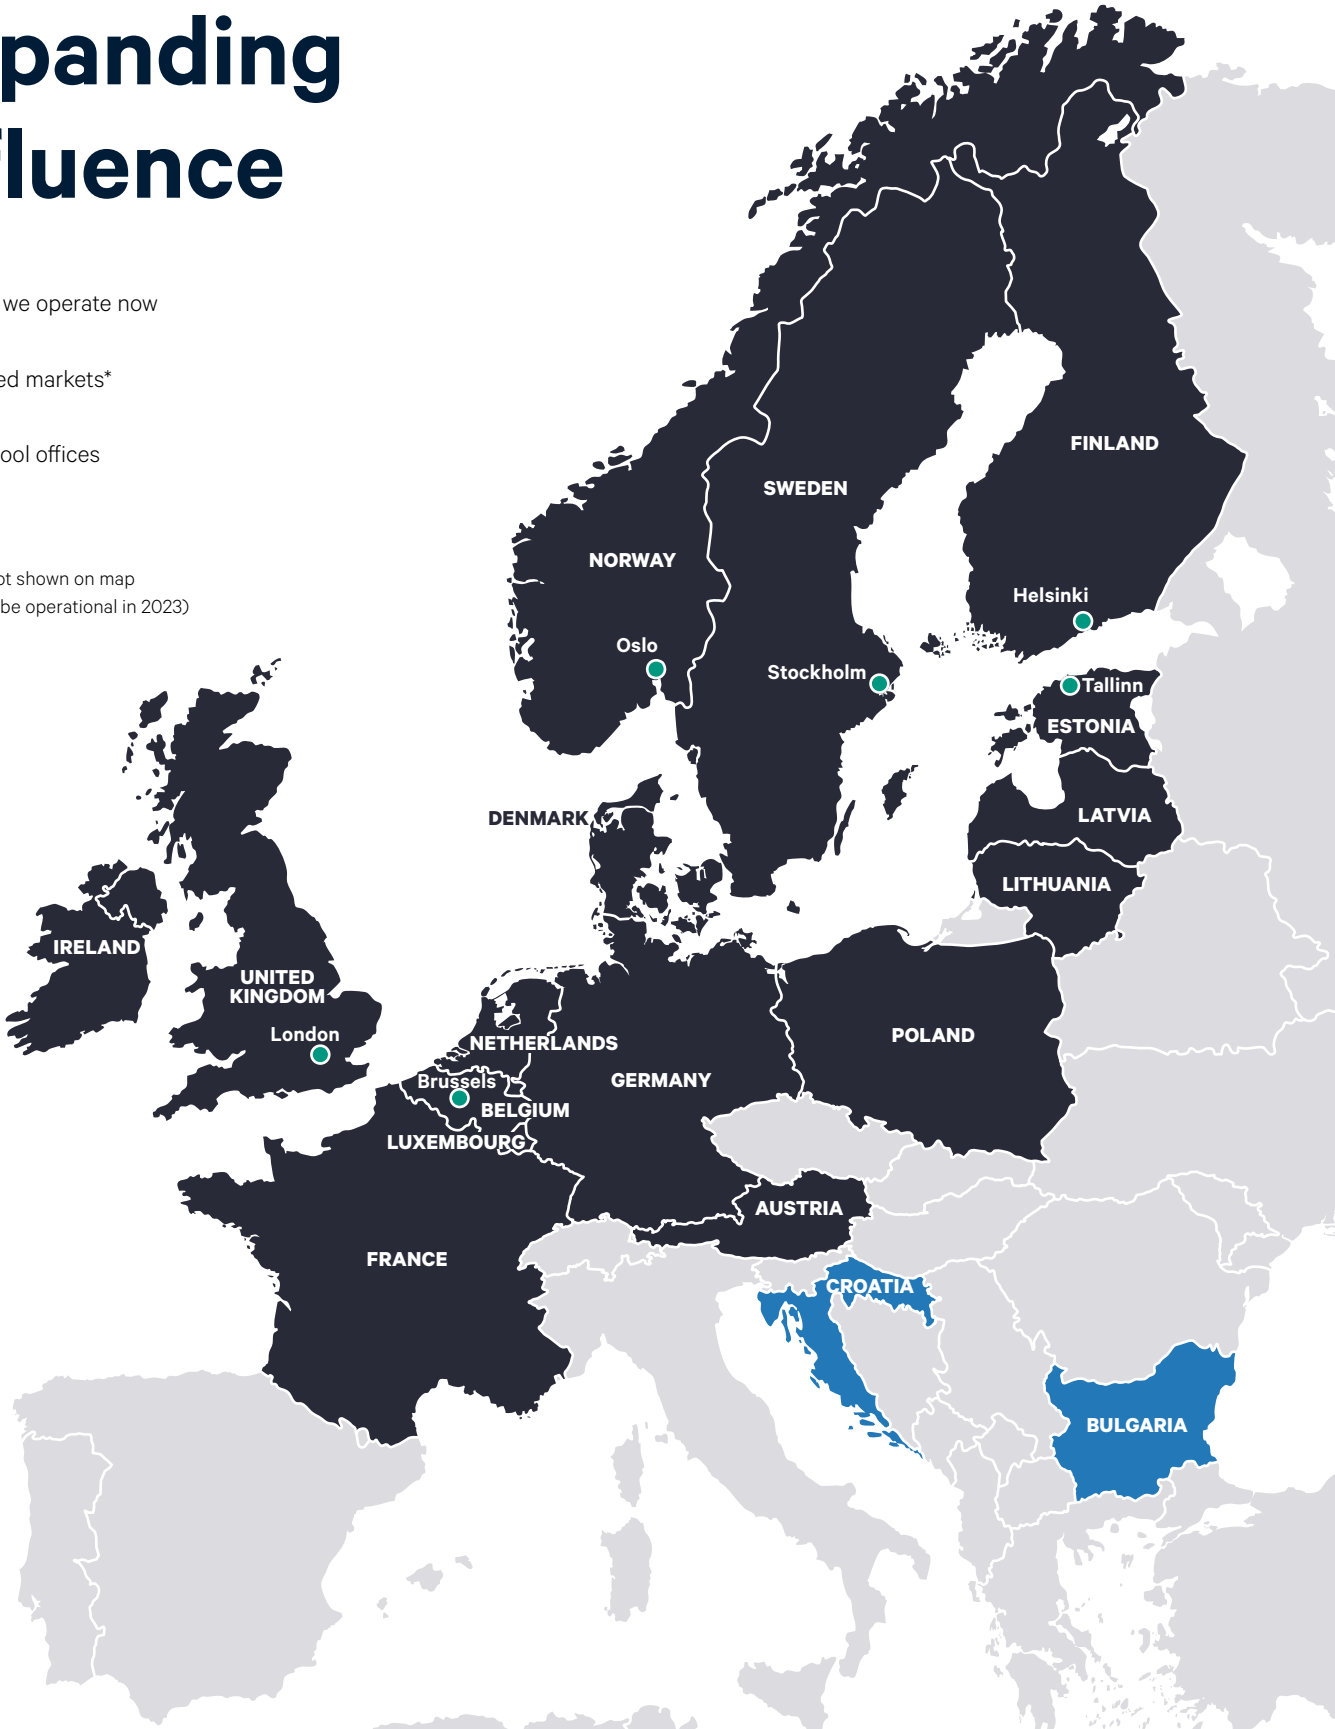 panding
fluence
we operate now
ed markets*
ool offices
ot shown on map
be operational in 2023)
FINLAND
SWEDEN
NORWAY
Helsinki
Oslo
Stockholm
Tallinn
ESTONIA
DENMARK
LATVIA
LITHUANIA
IRELAND
UNITED
KINGDOM
London
NETHERLANDS
POLAND
Brussels
GERMANY
BELGIUM
LUXEMBOURG
AUSTRIA
FRANCE
CROATIA
BULGARIA